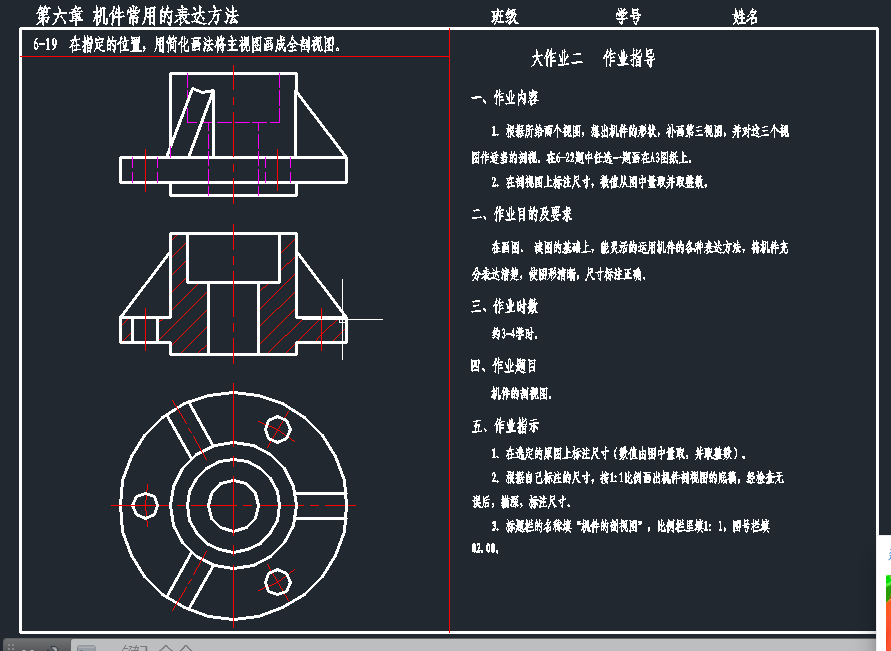 第六章 机件常用的表达方法
班级 学号 姓名
6-19 在指定的位置，用简化画法将主视图画成全剖视图。
大作业二 作业指导
一、作业内容
1. 根据所给两个视图，想出机件的形状，补画第三视图，并对这三个视
图作适当的剖视。在6-22题中任选一题画在A3图纸上。
2. 在剖视图上标注尺寸，数值从图中量取并取整数。
二、作业目的及要求
在画图、读图的基础上，能灵活的运用机件的各种表达方法，将机件充
分表达清楚，使图形清晰，尺寸标注正确。
三、作业时数
约3-4学时。
四、作业题目
机件的剖视图。
五、作业指示
1. 在选定的原图上标注尺寸（数值由图中量取，并取整数）。
2. 根据自己标注的尺寸，按1:1比例画出机件剖视图的底稿，经检查无
误后，描深，标注尺寸。
3. 标题栏的名称填“机件的剖视图”，比例栏里填1: 1，图号栏填
02.00。